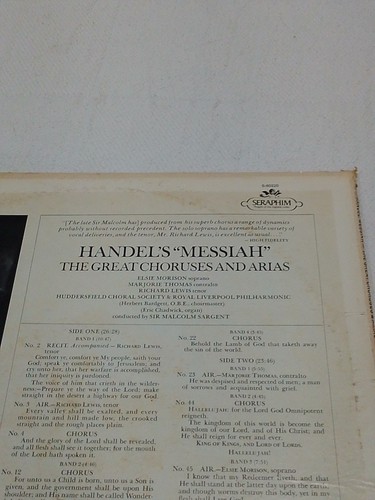 S-60220
SERAPHIM
"[The late Sir Malcolm has] produced from his superb chorus a range of dynamics
probably without recorded precedent. The solo soprano has a remarkable variety of
vocal deliveries, and the tenor, Mr. Richard Lewis, is excellent as usual.
—HIGH FIDELITY
HANDEL'S "MESSIAH"
THE GREAT CHORUSES AND ARIAS
ELSIE MORISON soprano
MARJORIE THOMAS contralto
RICHARD LEWIS tenor
HUDDERSFIELD CHORAL SOCIETY & ROYAL LIVERPOOL PHILHARMONIC
(Herbert Bardgett, O.B.E., chorusmaster)
(Eric Chadwick, organ)
conducted by SIR MALCOLM SARGENT
SIDE ONE
BAND 1
No. 2 RECIT. Accompanied—RICHARD LEWIS,
tenor
Comfort ye, comfort ye My people, saith your
God; speak ye comfortably to Jerusalem; and
cry unto her, that her warfare is accomplished,
that her iniquity is pardoned.
The voice of him that crieth in the wilder-
ness:—Prepare ye the way of the Lord; make
straight in the desert a highway for our God.
No. 3 AIR.—RICHARD LEWIS, tenor
Every valley shall be exalted, and every
mountain and hill made low, the crooked
straight and the rough places plain.
No. 4 CHORUS
And the glory of the Lord shall be revealed,
and all flesh shall see it together; for the mouth
of the Lord hath spoken it.
BAND 2
No. 12 CHORUS
For unto us a Child is born, unto us a Son is
given, and the government shall be upon His
shoulder; and His name shall be called Wonder-
BAND 4
No. 22 CHORUS
Behold the Lamb of God that taketh away
the sin of the world.
SIDE TWO
BAND 1
No. 23 AIR.—MARJORIE THOMAS, contralto
He was despised and rejected of men; a man
of sorrows and acquainted with grief.
BAND 2
No. 44 CHORUS
HALLELUJAH! for the Lord God Omnipotent
reigneth.
The kingdom of this world is become the
kingdom of our Lord, and of His Christ; and
He shall reign for ever and ever.
KING OF KINGS, AND LORD OF LORDS,
HALLELUJAH!
BAND 3
No. 45 AIR.—ELSIE MORISON, soprano
I know that my Redeemer liveth, and that
He shall stand at the latter day upon the earth;
and though worms destroy this body, yet in my
flesh shall I see God.